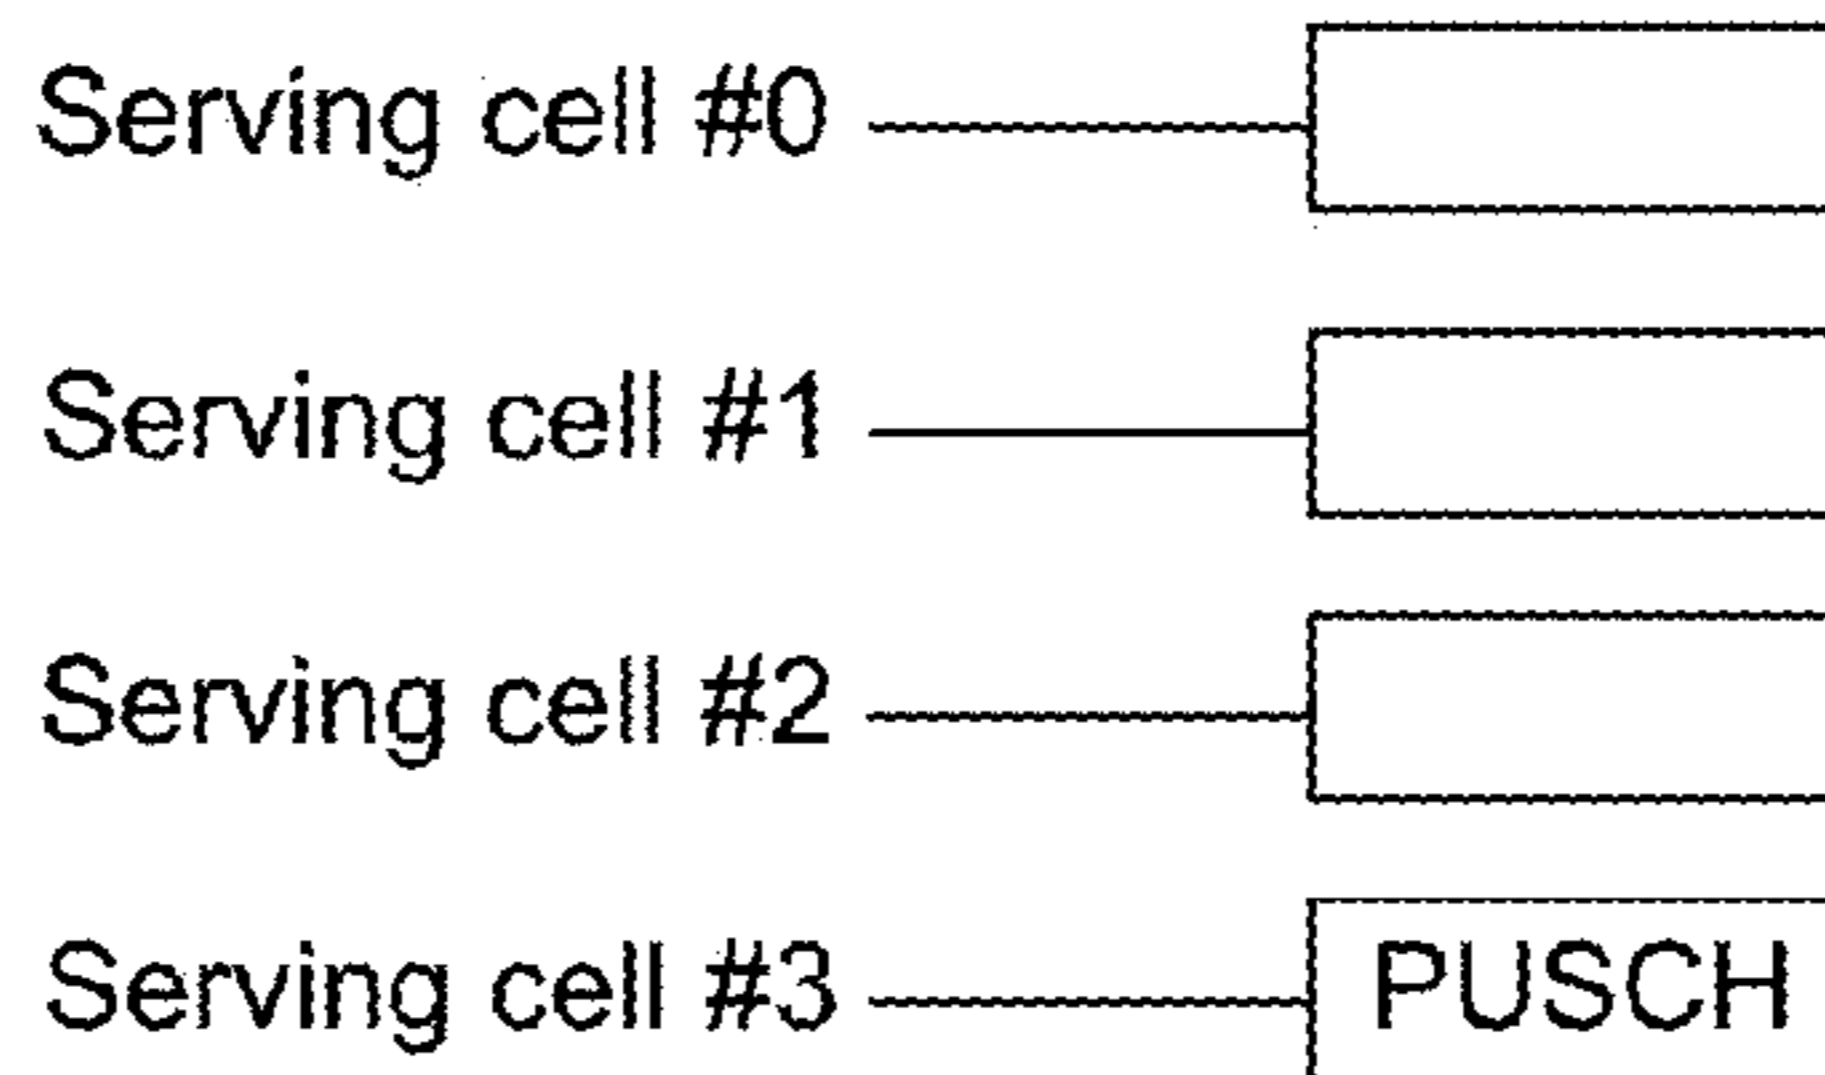 Serving cell #0
Serving cell #1
Serving cell #2
Serving cell #3 PUSCH